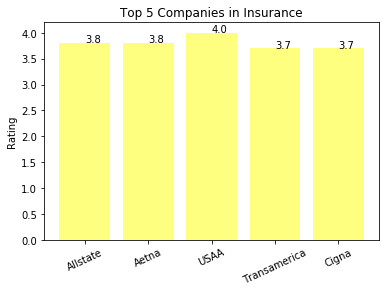 Top 5 Companies in Insurance
Rating
4.0
3.5
3.0
2.5
2.0
1.5
1.0
0.5
0.0
3.8
3.8
4.0
3.7
3.7
Allstate
Aetna
USAA
Transamerica
Cigna